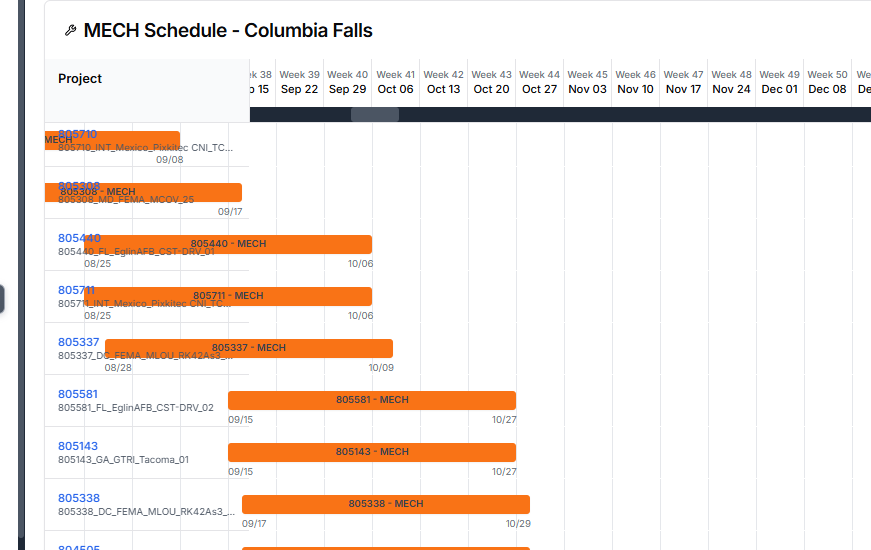 MECH Schedule - Columbia Falls
Project
k 38 Week 39 Week 40 Week 41 Week 42 Week 43 Week 44 Week 45 Week 46 Week 47 Week 48 Week 49 Week 50 Wee
15 Sep 22 Sep 29 Oct 06 Oct 13 Oct 20 Oct 27 Nov 03 Nov 10 Nov 17 Nov 24 Dec 01 Dec 08 De
805710
MECH
805710_INT_Mexico_Pixkitec CNI_TC...
09/08
805308
805308 - MECH
805308_MD_FEMA_MCOV_25
09/17
805440
805440 - MECH
805440_FL_EglinAFB_CST-DRV_01
08/25 10/06
805711
805711 - MECH
805711_INT_Mexico_Pixkitec CNI_TC...
08/25 10/06
805337
805337 - MECH
805337_DC_FEMA_MLOU_RK42As3_...
08/28 10/09
805581
805581 - MECH
805581_FL_EglinAFB_CST-DRV_02
09/15 10/27
805143
805143 - MECH
805143_GA_GTRI_Tacoma_01
09/15 10/27
805338
805338 - MECH
805338_DC_FEMA_MLOU_RK42As3_...
09/17 10/29